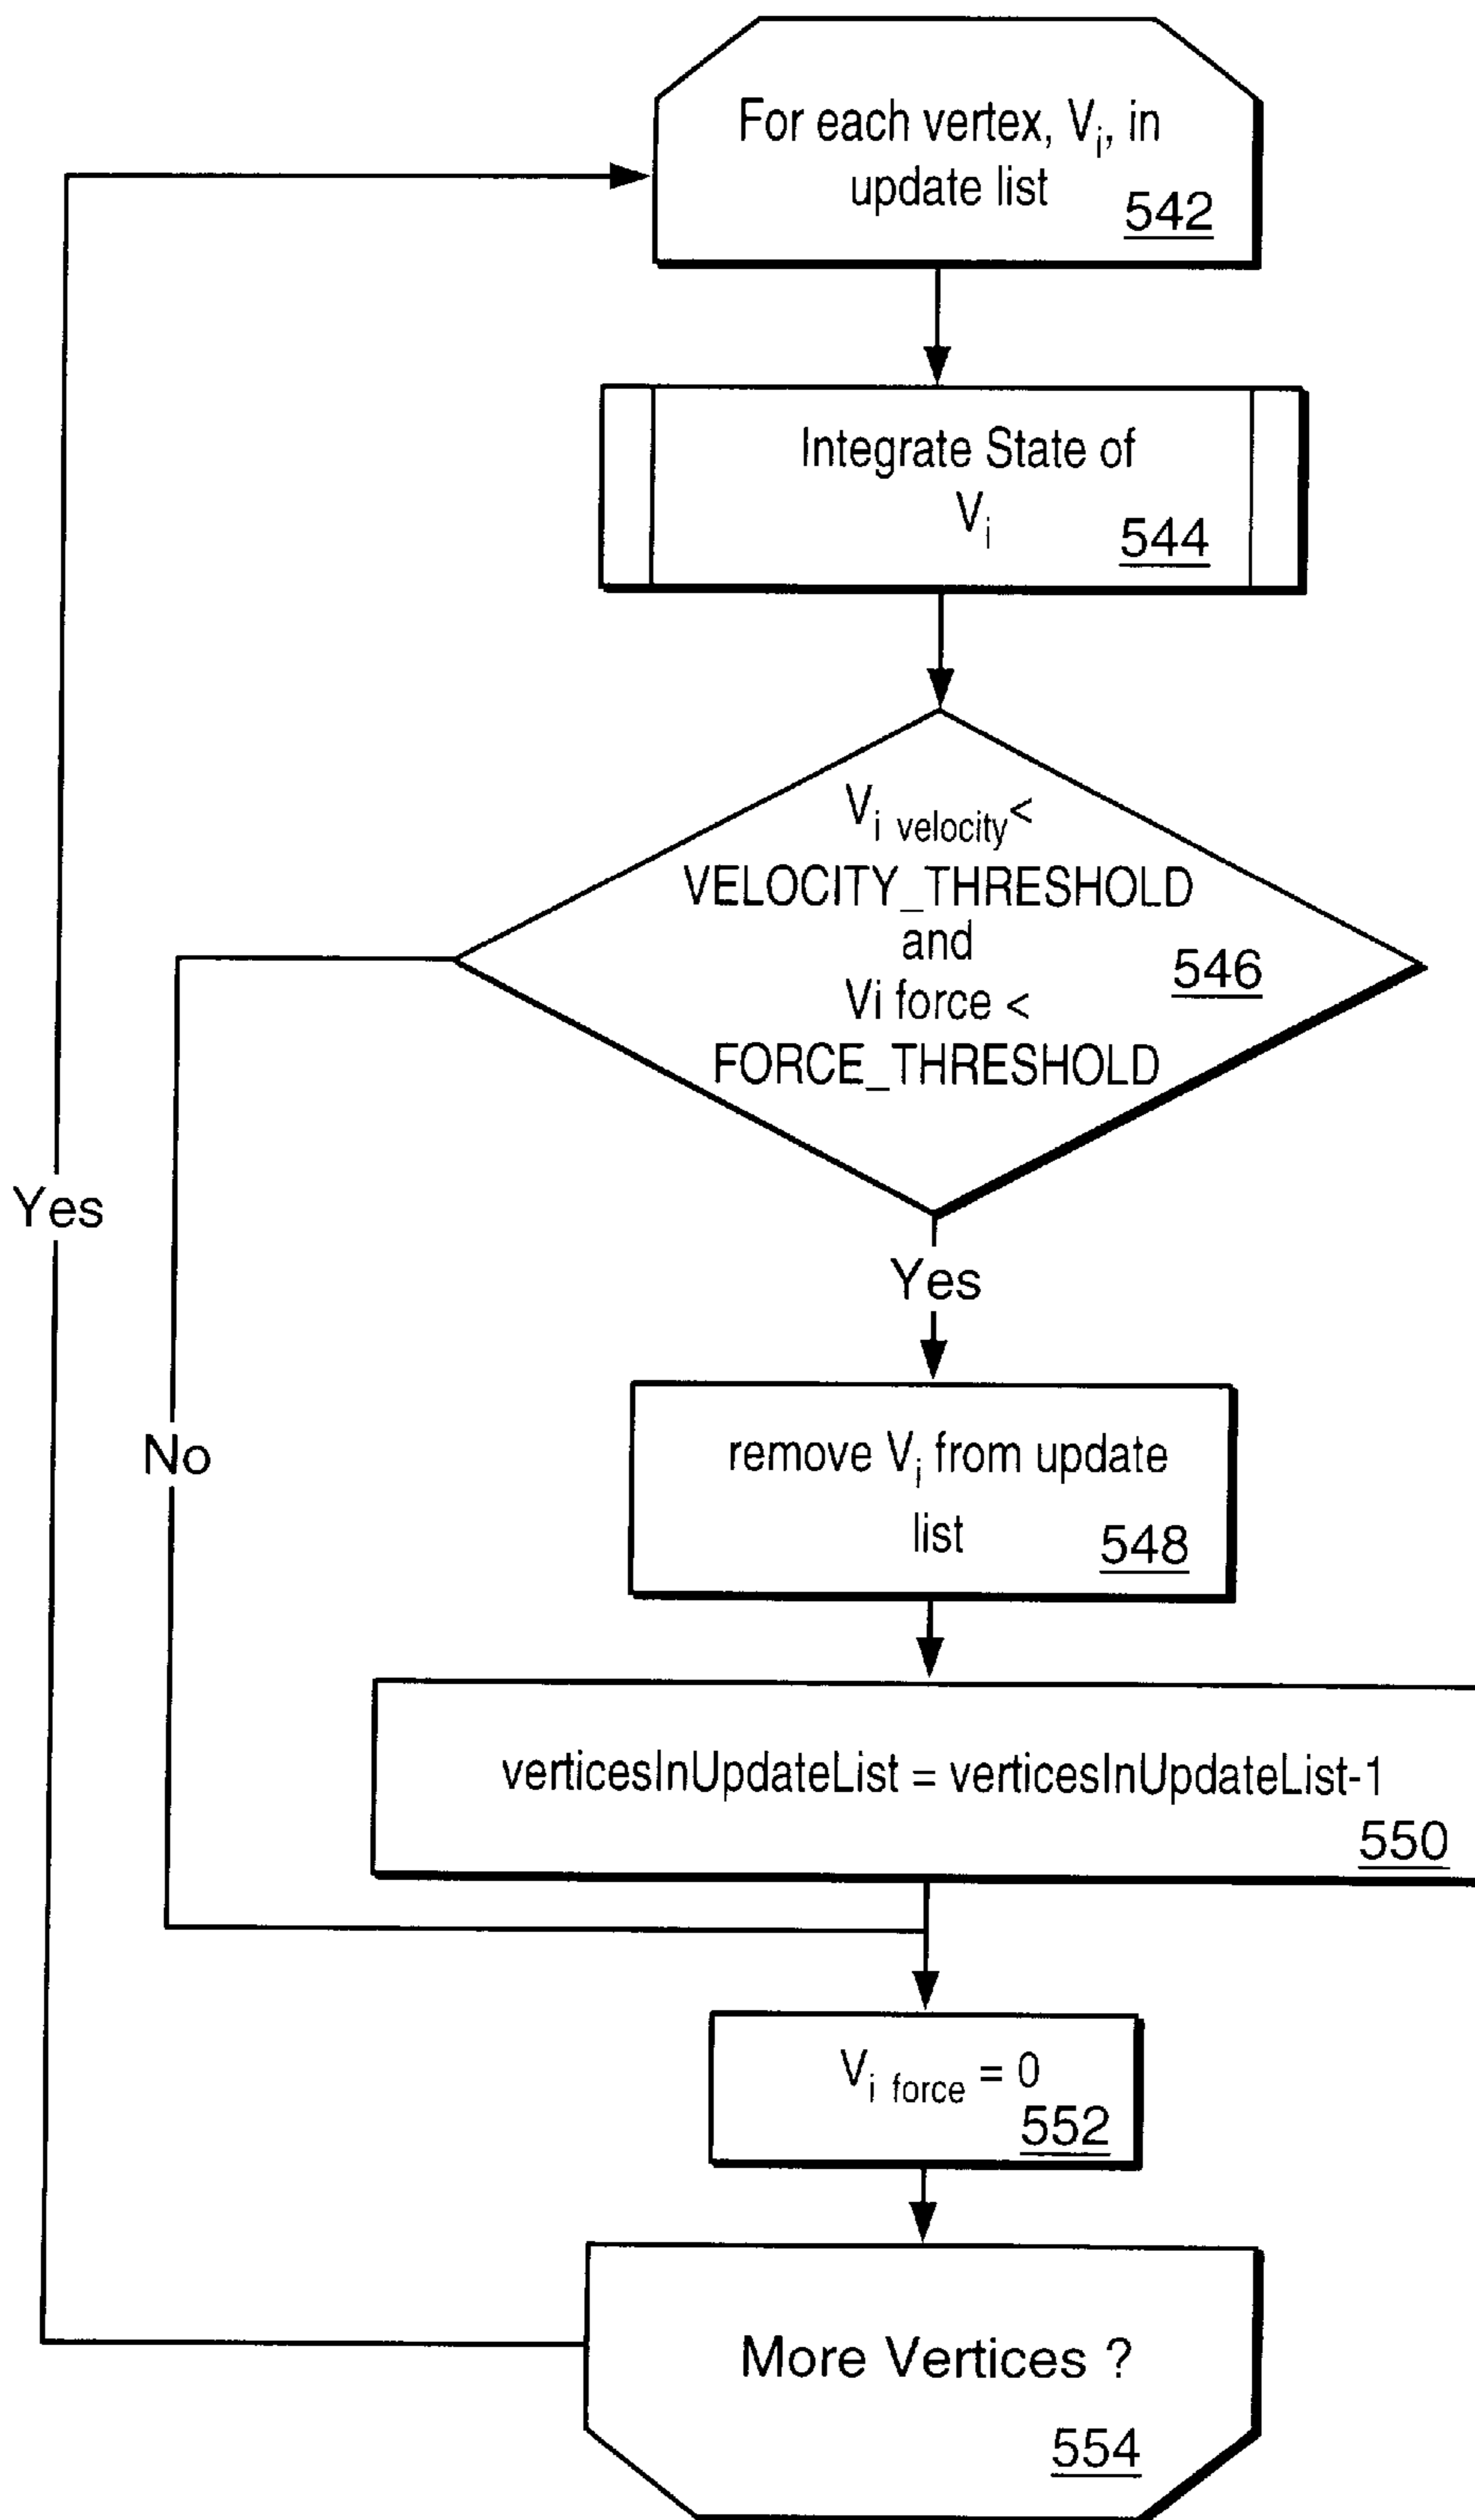 For each vertex, Vi, in
update list
542
Integrate State of
Vi
544
Vi velocity<
VELOCITY_THRESHOLD
and
546
Vi force <
FORCE_THRESHOLD
Yes
Yes
remove Vi from update
No
list
548
verticesInUpdateList = verticesInUpdateList-1
550
Vi force = 0
552
More Vertices ?
554